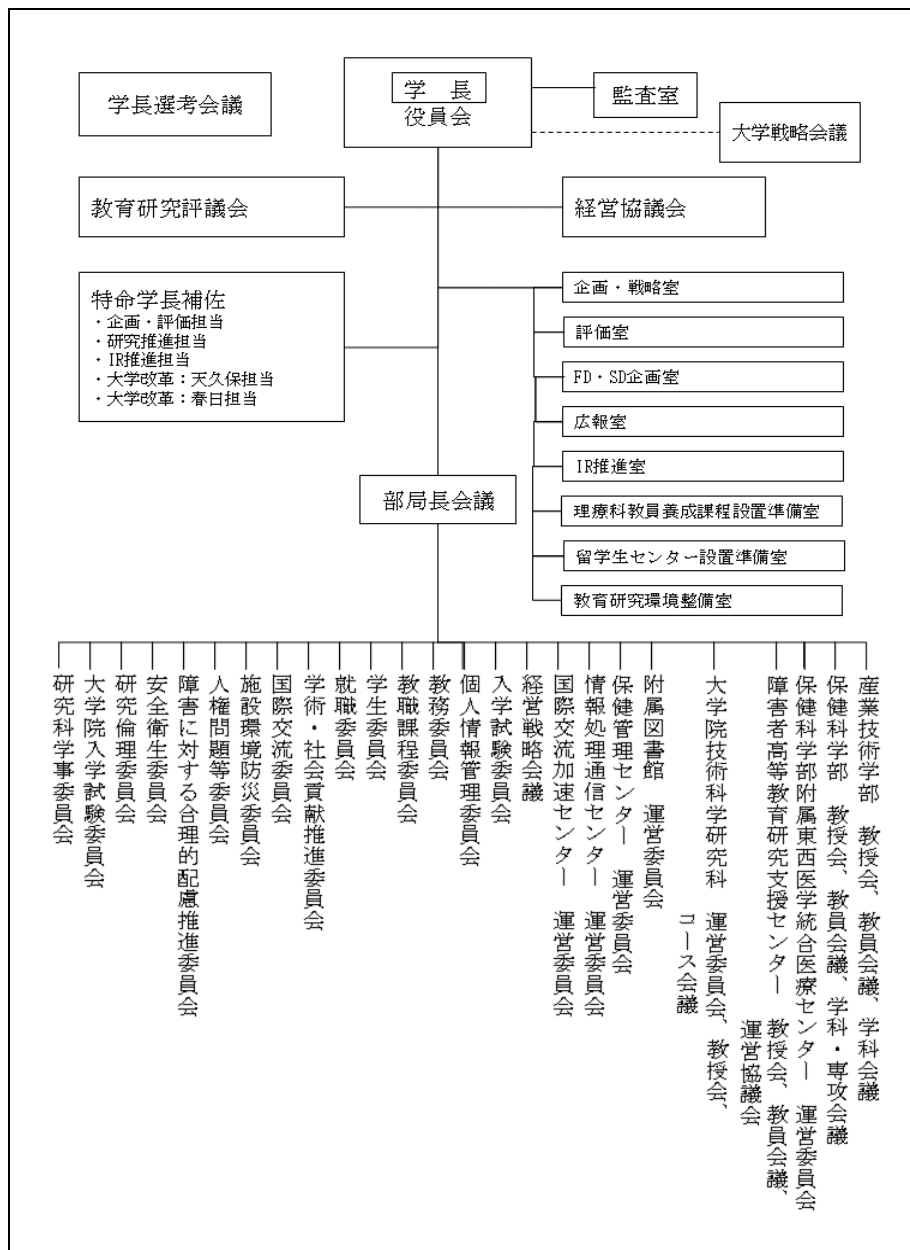 学長選考会議
学　長
役員会
監査室
大学戦略会議
教育研究評議会
経営協議会
特命学長補佐
・企画・評価担当
・研究推進担当
・IR推進担当
・大学改革：天久保担当
・大学改革：春日担当
企画・戦略室
評価室
FD・SD企画室
広報室
IR推進室
理療科教員養成課程設置準備室
留学生センター設置準備室
教育研究環境整備室
部局長会議
産業技術学部　教授会、教員会議、学科会議
保健科学部　教授会、教員会議、学科・専攻会議
保健科学部附属東西医学統合医療センター　運営委員会
障害者高等教育研究支援センター　教授会、教員会議、
運営協議会
大学院技術科学研究科　運営委員会、教授会、
コース会議
附属図書館　運営委員会
保健管理センター　運営委員会
情報処理通信センター　運営委員会
国際交流加速センター　運営委員会
経営戦略会議
入学試験委員会
個人情報管理委員会
教務委員会
教職課程委員会
学生委員会
就職委員会
学術・社会貢献推進委員会
国際交流委員会
施設環境防災委員会
人権問題等委員会
障害に対する合理的配慮推進委員会
安全衛生委員会
研究倫理委員会
大学院入学試験委員会
研究科学事委員会